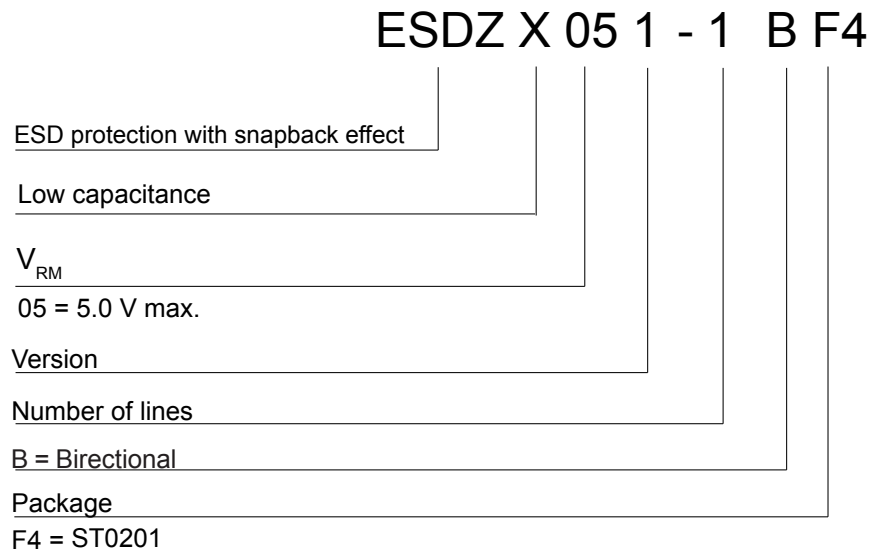 ESDZ X 05 1 - 1 B F4
ESD protection with snapback effect
Low capacitance
VRM
05 = 5.0 V max.
Version
Number of lines
B = Birectional
Package
F4 = ST0201